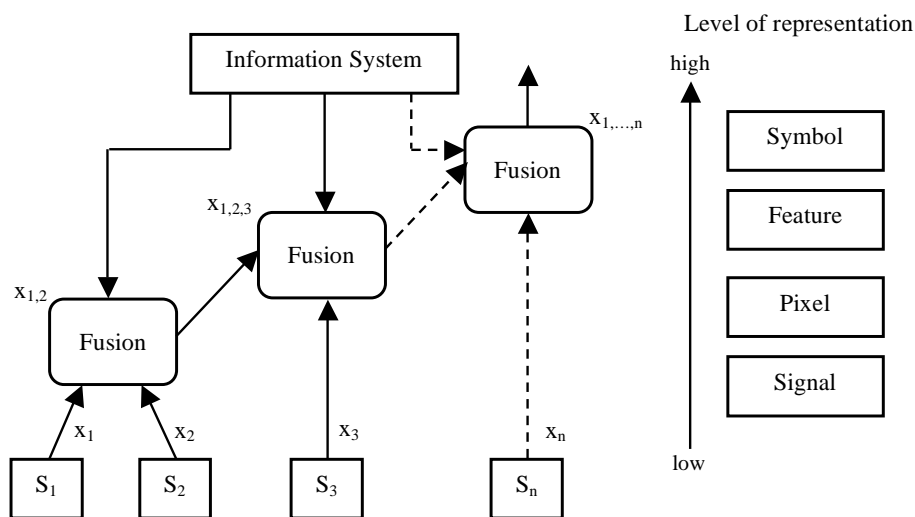 Level of representation
Information System
high
x1,…,n
Symbol
Fusion
x1,2,3
Feature
Fusion
x1,2
Pixel
Fusion
Signal
x1
x2
x3
xn
low
S1
S2
S3
Sn